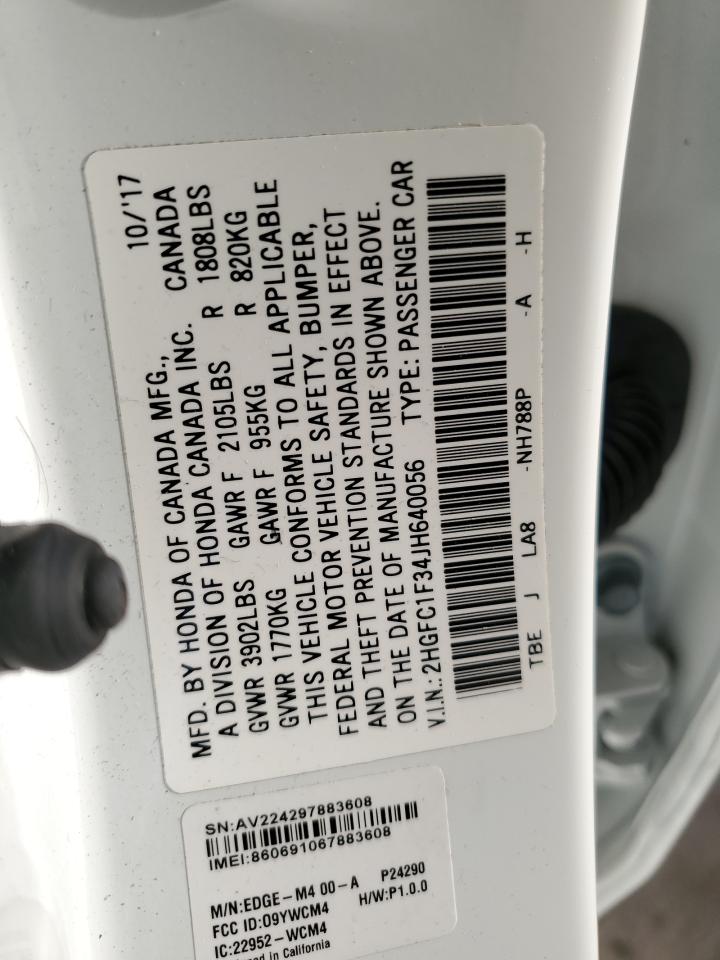 MFD. BY HONDA OF CANADA MFG., 10/'17
A DIVISION OF HONDA CANADA INC. CANADA
GVWR 3902LBS GAWR F 2105LBS R 1808LBS
GVWR 1770KG GAWR F 955KG R 820KG
THIS VEHICLE CONFORMS TO ALL APPLICABLE
FEDERAL MOTOR VEHICLE SAFETY, BUMPER,
AND THEFT PREVENTION STANDARDS IN EFFECT
ON THE DATE OF MANUFACTURE SHOWN ABOVE.
V.I.N.: 2HGFC1F34JH640056 TYPE: PASSENGER CAR
TBE J LA8 -NH788P -A -H
SN:AV224297883608
IMEI:860691067883608
M/N:EDGE-M4 00-A P24290
FCC ID:O9YWCM4 H/W:P1.0.0
IC:22952-WCM4
in California